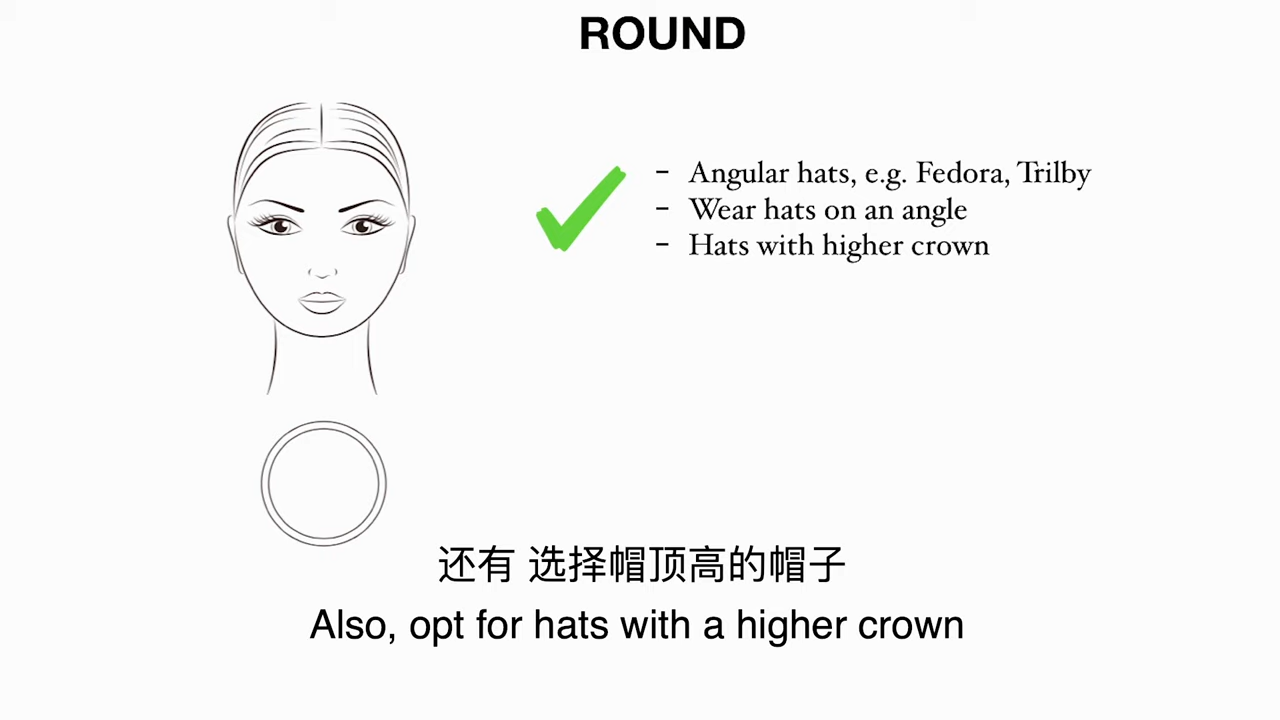 ROUND
- Angular hats, e.g. Fedora, Trilby
- Wear hats on an angle
- Hats with higher crown
还有 选择帽顶高的帽子
Also, opt for hats with a higher crown